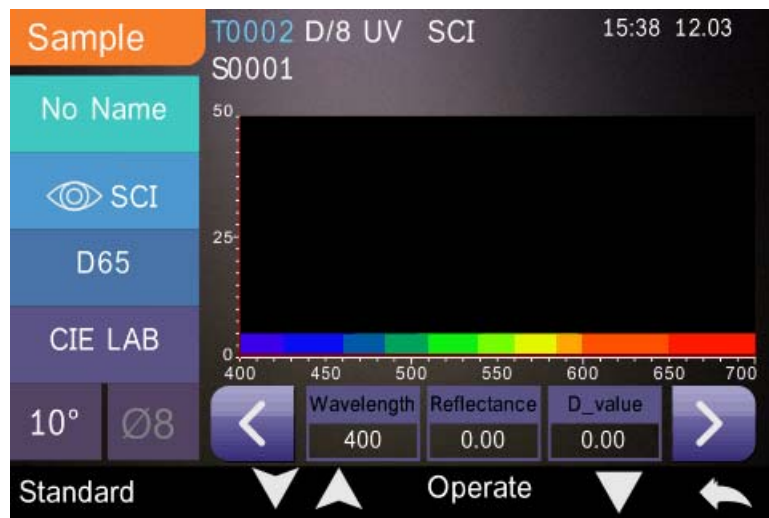 Sample
T0002 D/8 UV SCI 15:38 12.03
S0001
No Name
SCI
D65
CIE LAB
10° Ø8
50
25
0
400 450 500 550 600 650 700
Wavelength Reflectance D_value
400 0.00 0.00
Standard Operate